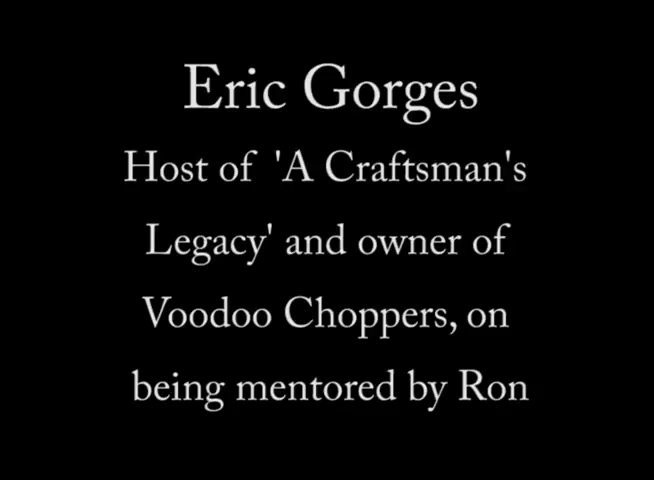 Eric Gorges
Host of 'A Craftsman's
Legacy' and owner of
Voodoo Choppers, on
being mentored by Ron